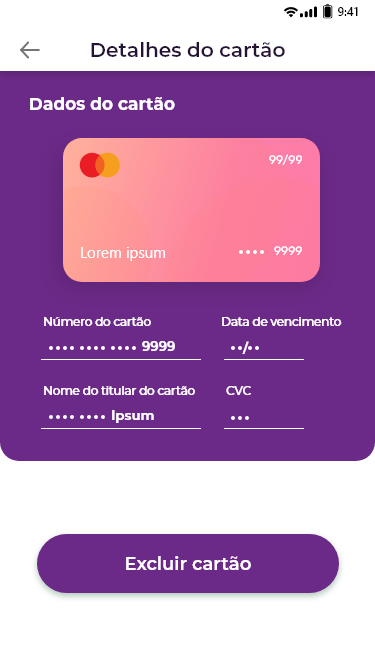 9:41
Detalhes do cartão
Dados do cartão
99/99
Lorem ipsum •••• 9999
Número do cartão Data de vencimento
•••• •••• •••• 9999 ••/••
Nome do titular do cartão CVC
•••• •••• Ipsum •••
Excluir cartão